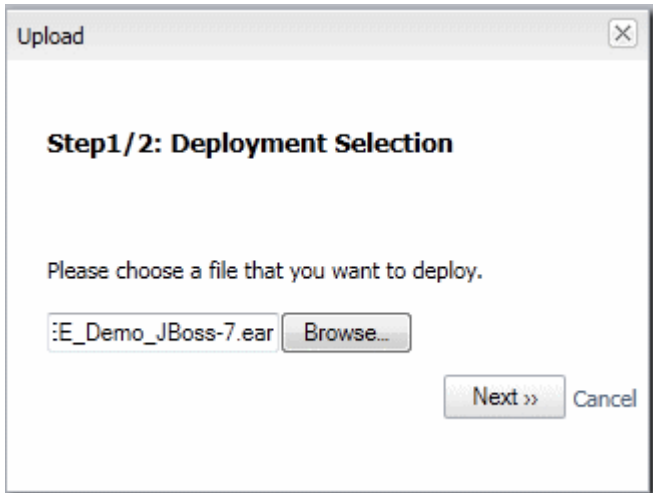 Upload
Step1/2: Deployment Selection
Please choose a file that you want to deploy.
E_Demo_JBoss-7.ear Browse...
Next ›› Cancel